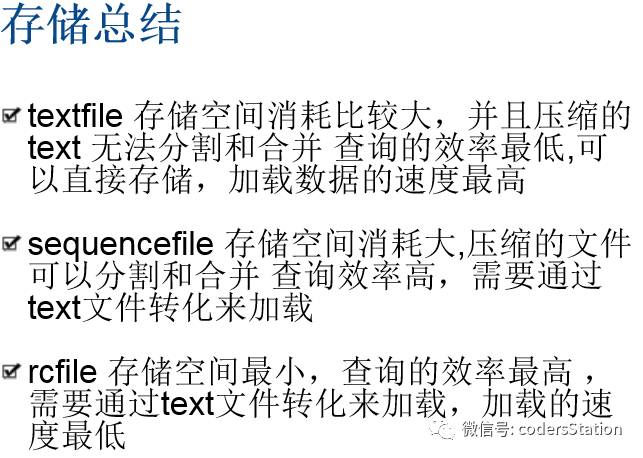 存储总结
textfile 存储空间消耗比较大，并且压缩的
text 无法分割和合并 查询的效率最低,可
以直接存储，加载数据的速度最高
sequencefile 存储空间消耗大,压缩的文件
可以分割和合并 查询效率高，需要通过
text文件转化来加载
rcfile 存储空间最小，查询的效率最高 ，
需要通过text文件转化来加载，加载的速
度最低
微信号: codersStation